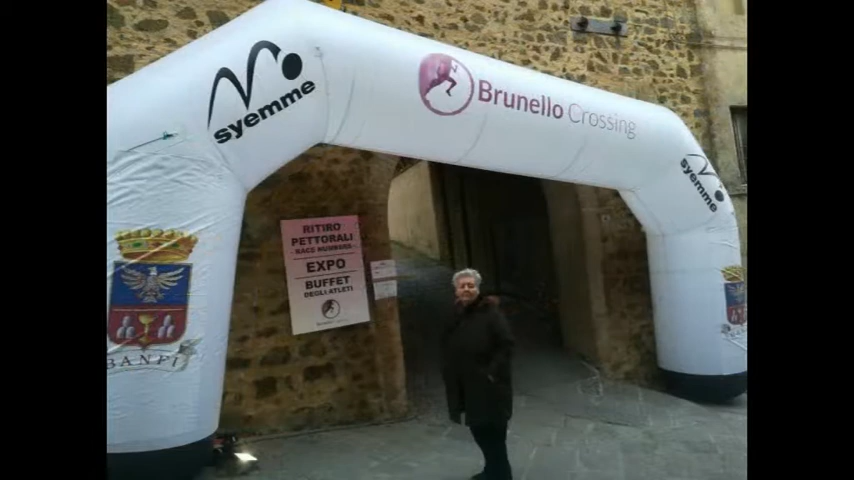 syemme
Brunello Crossing
syemme
RITIRO
PETTORALI
- RACE NUMBERS -
EXPO
BUFFET
DEGLI ATLETI
BANFI